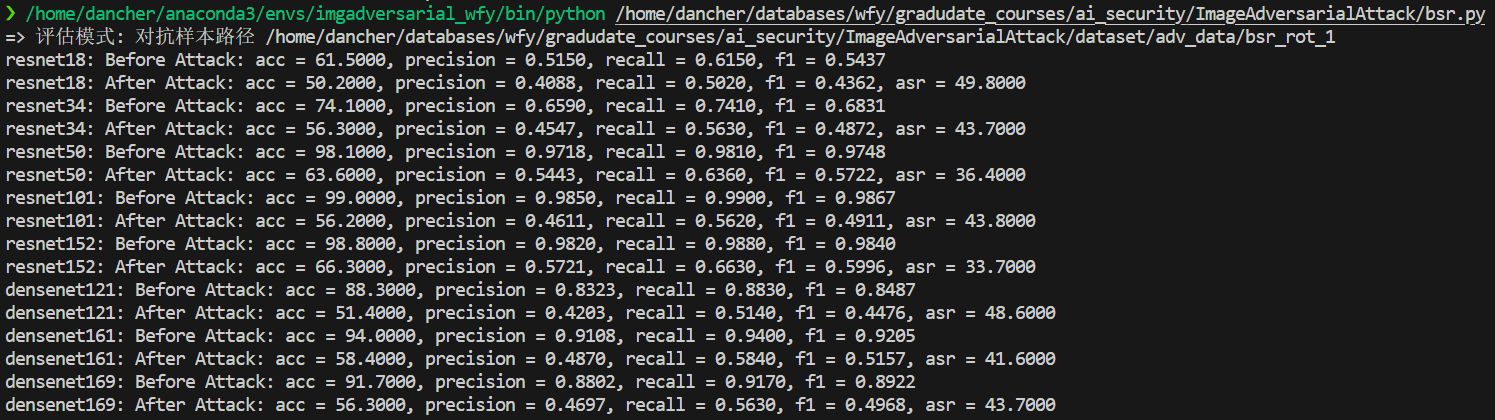 ❯ /home/dancher/anaconda3/envs/imgadversarial_wfy/bin/python /home/dancher/databases/wfy/gradudate_courses/ai_security/ImageAdversarialAttack/bsr.py
=> 评估模式: 对抗样本路径 /home/dancher/databases/wfy/gradudate_courses/ai_security/ImageAdversarialAttack/dataset/adv_data/bsr_rot_1
resnet18: Before Attack: acc = 61.5000, precision = 0.5150, recall = 0.6150, f1 = 0.5437
resnet18: After Attack: acc = 50.2000, precision = 0.4088, recall = 0.5020, f1 = 0.4362, asr = 49.8000
resnet34: Before Attack: acc = 74.1000, precision = 0.6590, recall = 0.7410, f1 = 0.6831
resnet34: After Attack: acc = 56.3000, precision = 0.4547, recall = 0.5630, f1 = 0.4872, asr = 43.7000
resnet50: Before Attack: acc = 98.1000, precision = 0.9718, recall = 0.9810, f1 = 0.9748
resnet50: After Attack: acc = 63.6000, precision = 0.5443, recall = 0.6360, f1 = 0.5722, asr = 36.4000
resnet101: Before Attack: acc = 99.0000, precision = 0.9850, recall = 0.9900, f1 = 0.9867
resnet101: After Attack: acc = 56.2000, precision = 0.4611, recall = 0.5620, f1 = 0.4911, asr = 43.8000
resnet152: Before Attack: acc = 98.8000, precision = 0.9820, recall = 0.9880, f1 = 0.9840
resnet152: After Attack: acc = 66.3000, precision = 0.5721, recall = 0.6630, f1 = 0.5996, asr = 33.7000
densenet121: Before Attack: acc = 88.3000, precision = 0.8323, recall = 0.8830, f1 = 0.8487
densenet121: After Attack: acc = 51.4000, precision = 0.4203, recall = 0.5140, f1 = 0.4476, asr = 48.6000
densenet161: Before Attack: acc = 94.0000, precision = 0.9108, recall = 0.9400, f1 = 0.9205
densenet161: After Attack: acc = 58.4000, precision = 0.4870, recall = 0.5840, f1 = 0.5157, asr = 41.6000
densenet169: Before Attack: acc = 91.7000, precision = 0.8802, recall = 0.9170, f1 = 0.8922
densenet169: After Attack: acc = 56.3000, precision = 0.4697, recall = 0.5630, f1 = 0.4968, asr = 43.7000